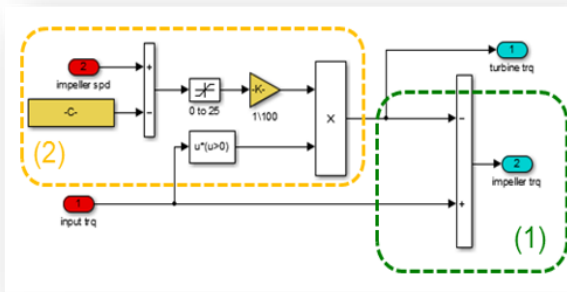 2
impeller spd
-C-
(2)
+
−
0 to 25
-K-
1\100
u*(u>0)
X
1
input trq
1
turbine trq
−
+
2
impeller trq
(1)